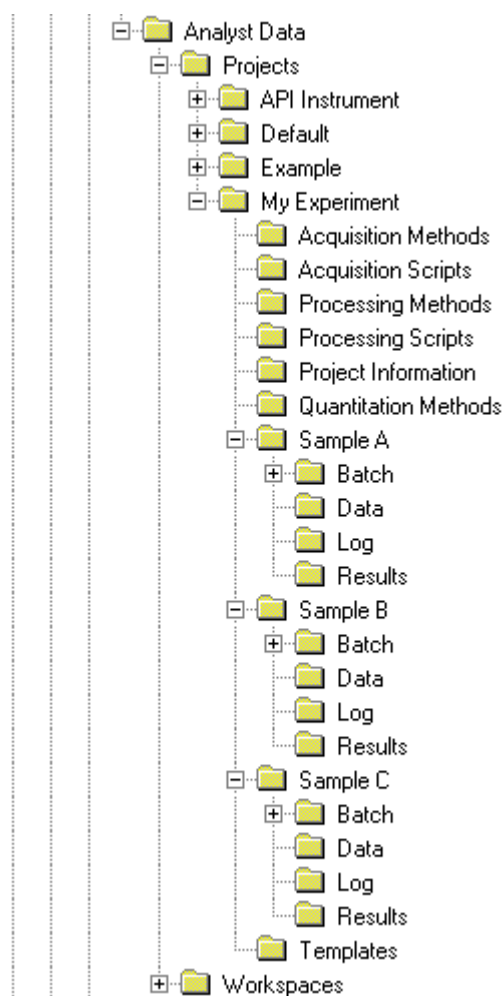 Analyst Data
Projects
API Instrument
Default
Example
My Experiment
Acquisition Methods
Acquisition Scripts
Processing Methods
Processing Scripts
Project Information
Quantitation Methods
Sample A
Batch
Data
Log
Results
Sample B
Batch
Data
Log
Results
Sample C
Batch
Data
Log
Results
Templates
Workspaces